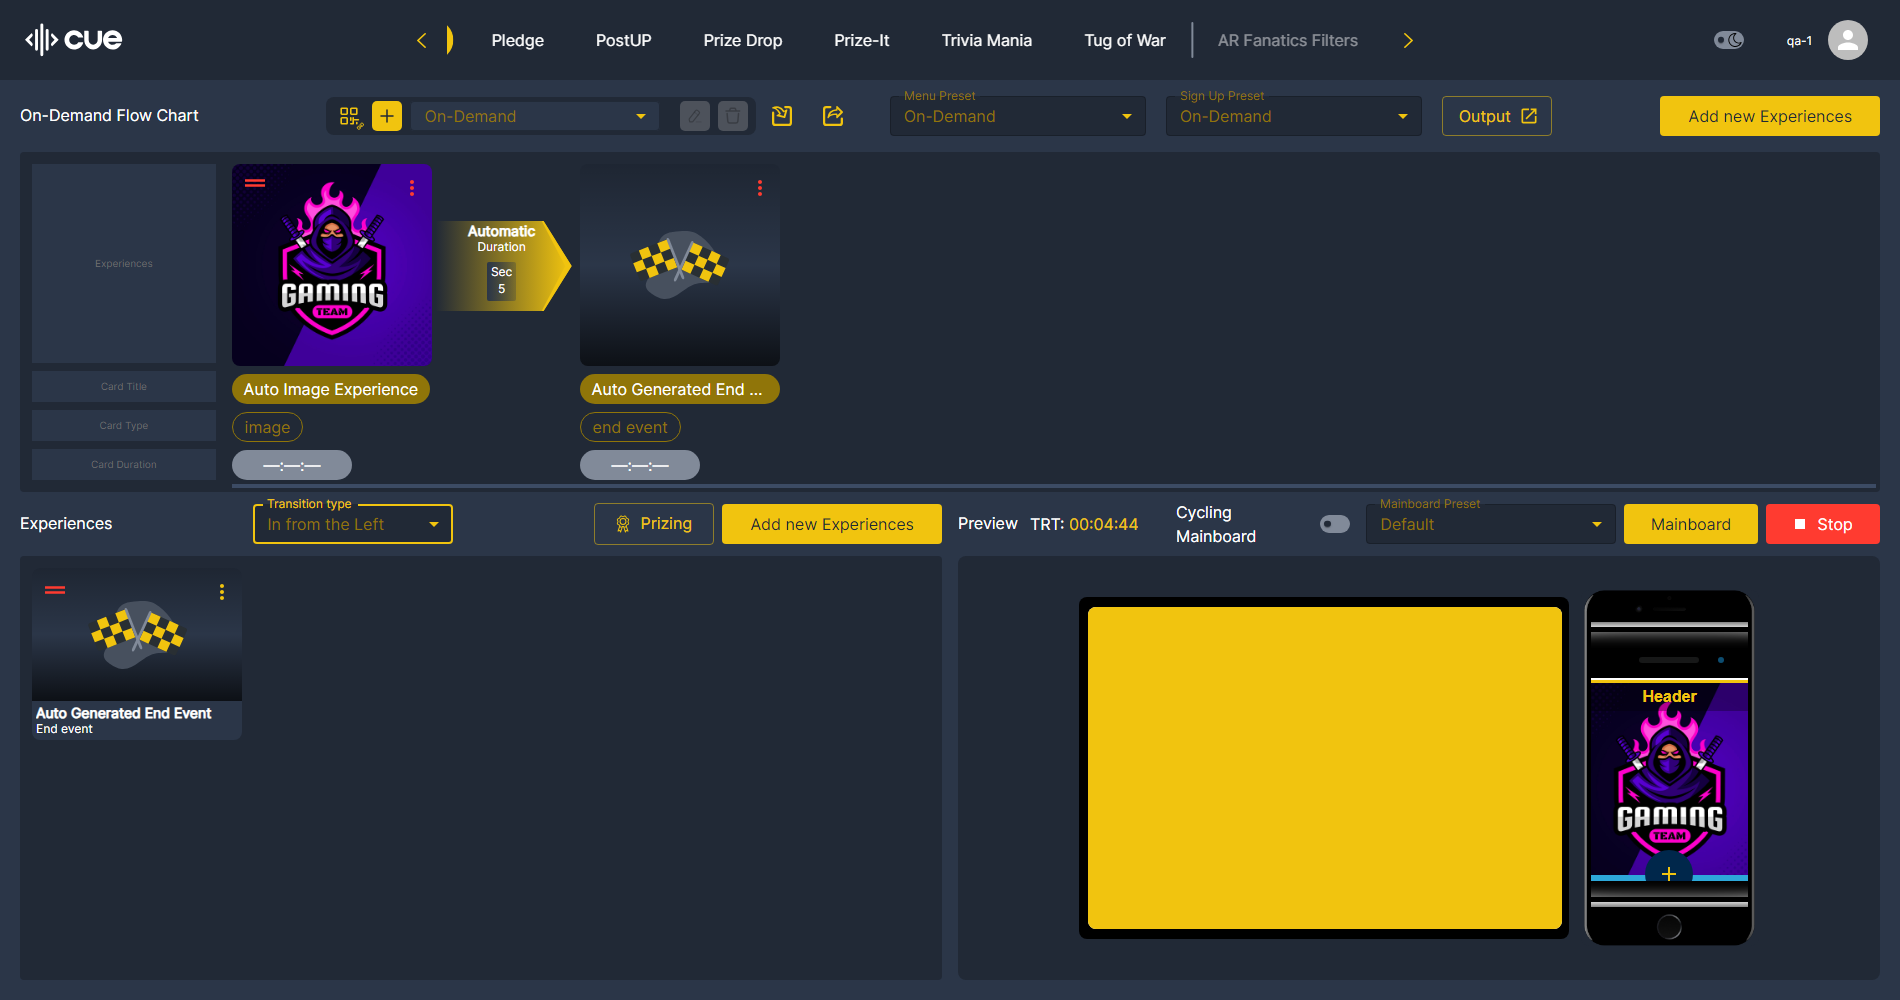 cue
Pledge
PostUP
Prize Drop
Prize-It
Trivia Mania
Tug of War
AR Fanatics Filters
qa-1
On-Demand Flow Chart
On-Demand
Menu Preset
On-Demand
Sign Up Preset
On-Demand
Output
Add new Experiences
Experiences
GAMING
TEAM
Automatic
Duration
Sec
5
Card Title
Auto Image Experience
Auto Generated End ...
Card Type
image
end event
Card Duration
—:—:—
—:—:—
Experiences
Transition type
In from the Left
Prizing
Add new Experiences
Preview
TRT: 00:04:44
Cycling
Mainboard
Mainboard Preset
Default
Mainboard
Stop
Auto Generated End Event
End event
Header
GAMING
TEAM